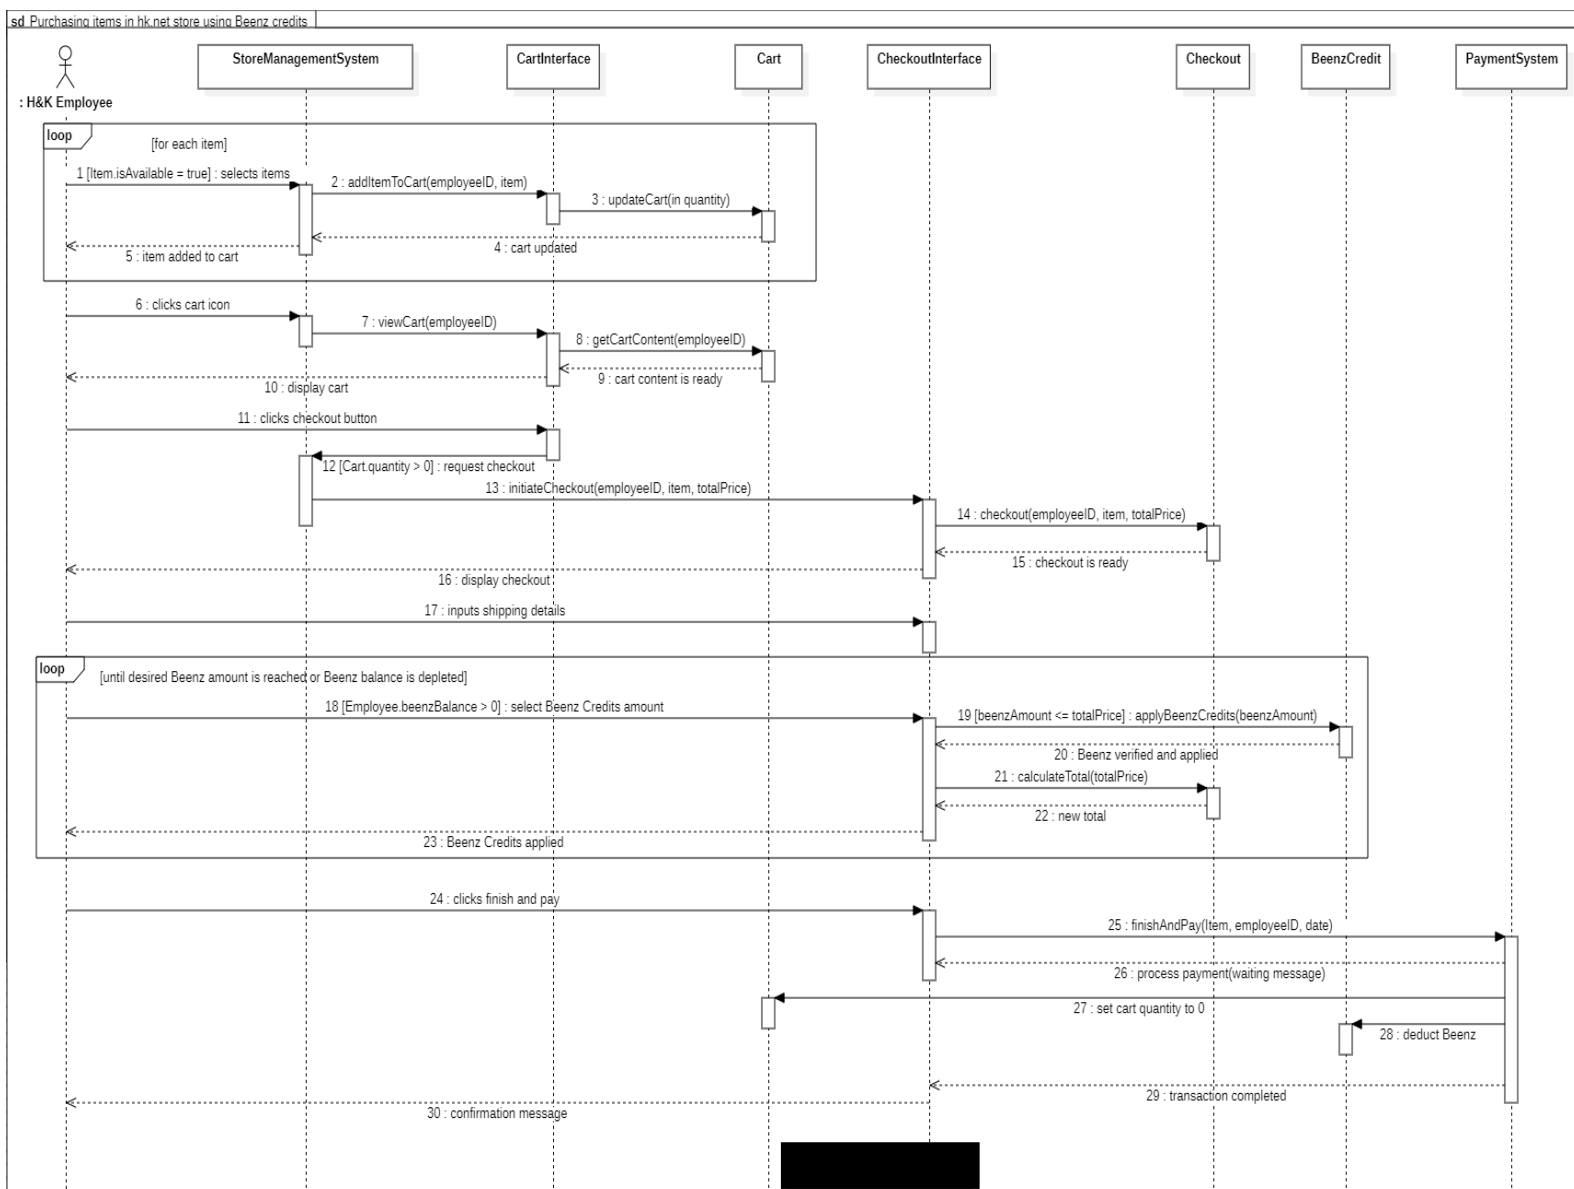 sd Purchasing items in hk.net store using Beenz credits
StoreManagementSystem
CartInterface
Cart
CheckoutInterface
Checkout
BeenzCredit
PaymentSystem
: H&K Employee
loop
[for each item]
1 [Item.isAvailable = true] : selects items
2 : addItemToCart(employeeID, item)
3 : updateCart(in quantity)
4 : cart updated
5 : item added to cart
6 : clicks cart icon
7 : viewCart(employeeID)
8 : getCartContent(employeeID)
9 : cart content is ready
10 : display cart
11 : clicks checkout button
12 [Cart.quantity > 0] : request checkout
13 : initiateCheckout(employeeID, item, totalPrice)
14 : checkout(employeeID, item, totalPrice)
15 : checkout is ready
16 : display checkout
17 : inputs shipping details
loop
[until desired Beenz amount is reached or Beenz balance is depleted]
18 [Employee.beenzBalance > 0] : select Beenz Credits amount
19 [beenzAmount <= totalPrice] : applyBeenzCredits(beenzAmount)
20 : Beenz verified and applied
21 : calculateTotal(totalPrice)
22 : new total
23 : Beenz Credits applied
24 : clicks finish and pay
25 : finishAndPay(Item, employeeID, date)
26 : process payment(waiting message)
27 : set cart quantity to 0
28 : deduct Beenz
29 : transaction completed
30 : confirmation message